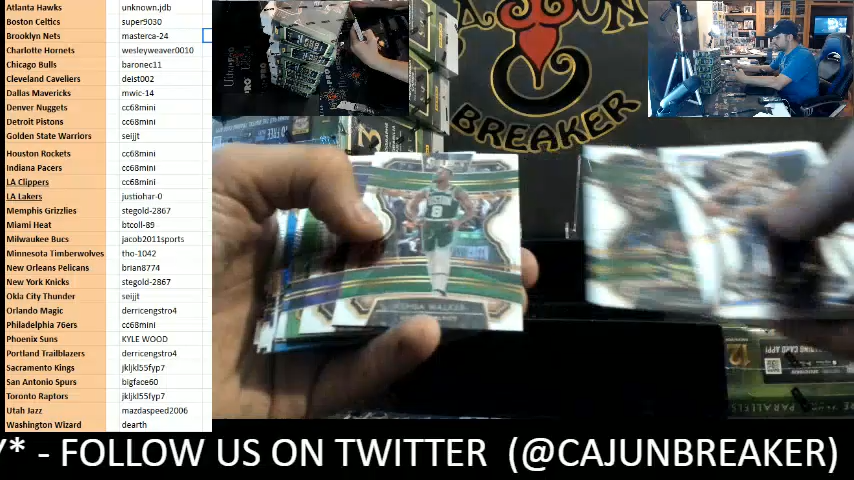 Atlanta Hawks unknown.jdb
Boston Celtics super9030
Brooklyn Nets masterca-24
Charlotte Hornets wesleyweaver0010
Chicago Bulls baronec11
Cleveland Cavaliers deist002
Dallas Mavericks mwic-14
Denver Nuggets cc68mini
Detroit Pistons cc68mini
Golden State Warriors seijjt
Houston Rockets cc68mini
Indiana Pacers cc68mini
LA Clippers cc68mini
LA Lakers justiohar-0
Memphis Grizzlies stegold-2867
Miami Heat btcoll-89
Milwaukee Bucs jacob2011sports
Minnesota Timberwolves tho-1042
New Orleans Pelicans brian8774
New York Knicks stegold-2867
Okla City Thunder seijjt
Orlando Magic derricengstro4
Philadelphia 76ers cc68mini
Phoenix Suns KYLE WOOD
Portland Trailblazers derricengstro4
Sacramento Kings jkljkl55fyp7
San Antonio Spurs bigface60
Toronto Raptors jkljkl55fyp7
Utah Jazz mazdaspeed2006
Washington Wizard dearth
CAJUN
BREAKER
8
KEMBA WALKER
12
PARALLELS
Y* - FOLLOW US ON TWITTER (@CAJUNBREAKER)